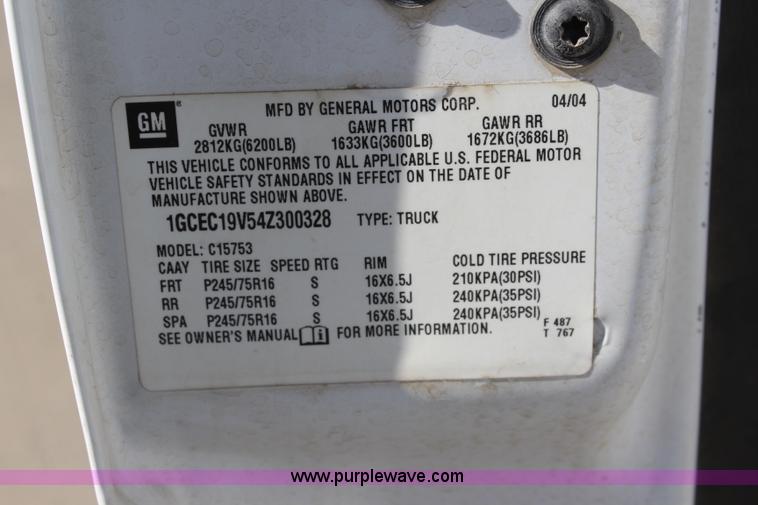 GM
MFD BY GENERAL MOTORS CORP. 04/04
GVWR GAWR FRT GAWR RR
2812KG(6200LB) 1633KG(3600LB) 1672KG(3686LB)
THIS VEHICLE CONFORMS TO ALL APPLICABLE U.S. FEDERAL MOTOR
VEHICLE SAFETY STANDARDS IN EFFECT ON THE DATE OF
MANUFACTURE SHOWN ABOVE.
1GCEC19V54Z300328 TYPE: TRUCK
MODEL: C15753
CAAY TIRE SIZE SPEED RTG RIM COLD TIRE PRESSURE
FRT P245/75R16 S 16X6.5J 210KPA(30PSI)
RR P245/75R16 S 16X6.5J 240KPA(35PSI)
SPA P245/75R16 S 16X6.5J 240KPA(35PSI)
SEE OWNER'S MANUAL FOR MORE INFORMATION.
F 487
T 767
www.purplewave.com